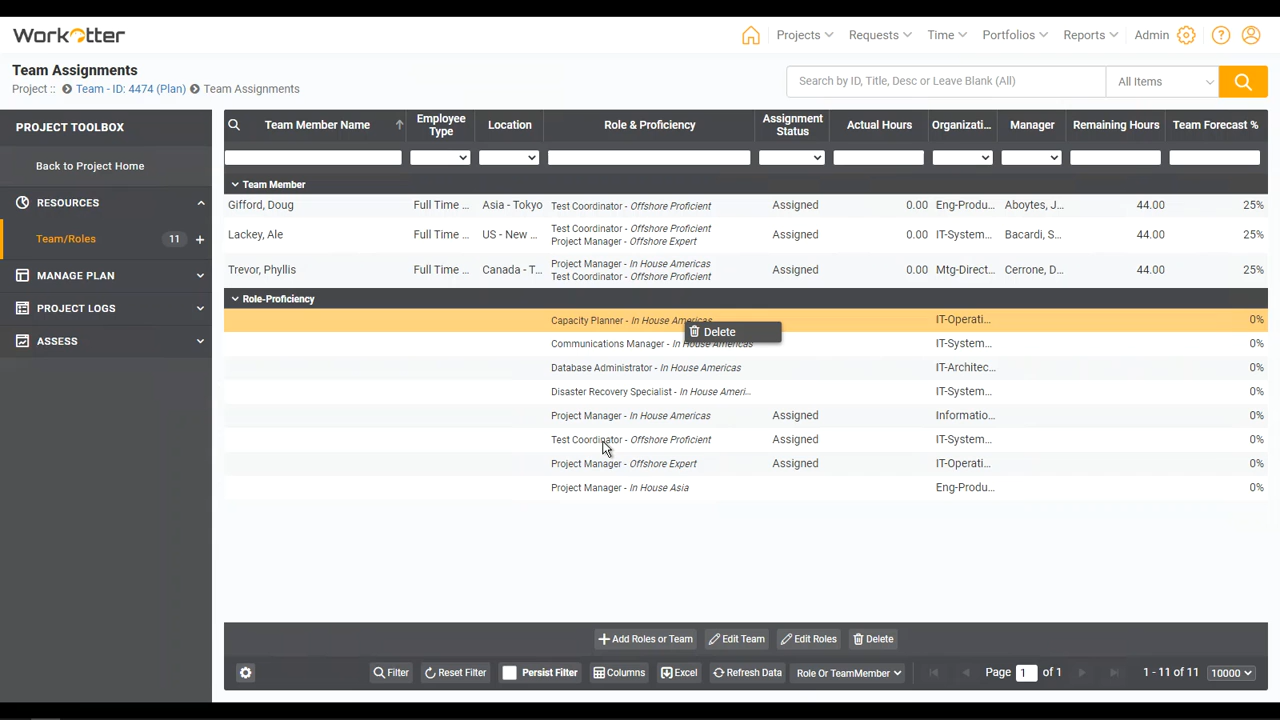 WorkOtter
Projects Requests Time Portfolios Reports Admin
Team Assignments
Project :: Team - ID: 4474 (Plan) Team Assignments
Search by ID, Title, Desc or Leave Blank (All) All Items
PROJECT TOOLBOX
Back to Project Home
RESOURCES
Team/Roles 11 +
MANAGE PLAN
PROJECT LOGS
ASSESS
Team Member Name Employee Type Location Role & Proficiency Assignment Status Actual Hours Organizati... Manager Remaining Hours Team Forecast %
Team Member
Gifford, Doug Full Time ... Asia - Tokyo Test Coordinator - Offshore Proficient Assigned 0.00 Eng-Produ... Aboytes, J... 44.00 25%
Lackey, Ale Full Time ... US - New ... Test Coordinator - Offshore Proficient Project Manager - Offshore Expert Assigned 0.00 IT-System... Bacardi, S... 44.00 25%
Trevor, Phyllis Full Time ... Canada - T... Project Manager - In House Americas Test Coordinator - Offshore Proficient Assigned 0.00 Mtg-Direct... Cerrone, D... 44.00 25%
Role-Proficiency
Capacity Planner - In House Americas IT-Operati... 0%
Delete
Communications Manager - In House Americas IT-System... 0%
Database Administrator - In House Americas IT-Architec... 0%
Disaster Recovery Specialist - In House Ameri... IT-System... 0%
Project Manager - In House Americas Assigned Informatio... 0%
Test Coordinator - Offshore Proficient Assigned IT-System... 0%
Project Manager - Offshore Expert Assigned IT-Operati... 0%
Project Manager - In House Asia Eng-Produ... 0%
+ Add Roles or Team Edit Team Edit Roles Delete
Filter Reset Filter Persist Filter Columns Excel Refresh Data Role Or TeamMember Page 1 of 1 1 - 11 of 11 10000